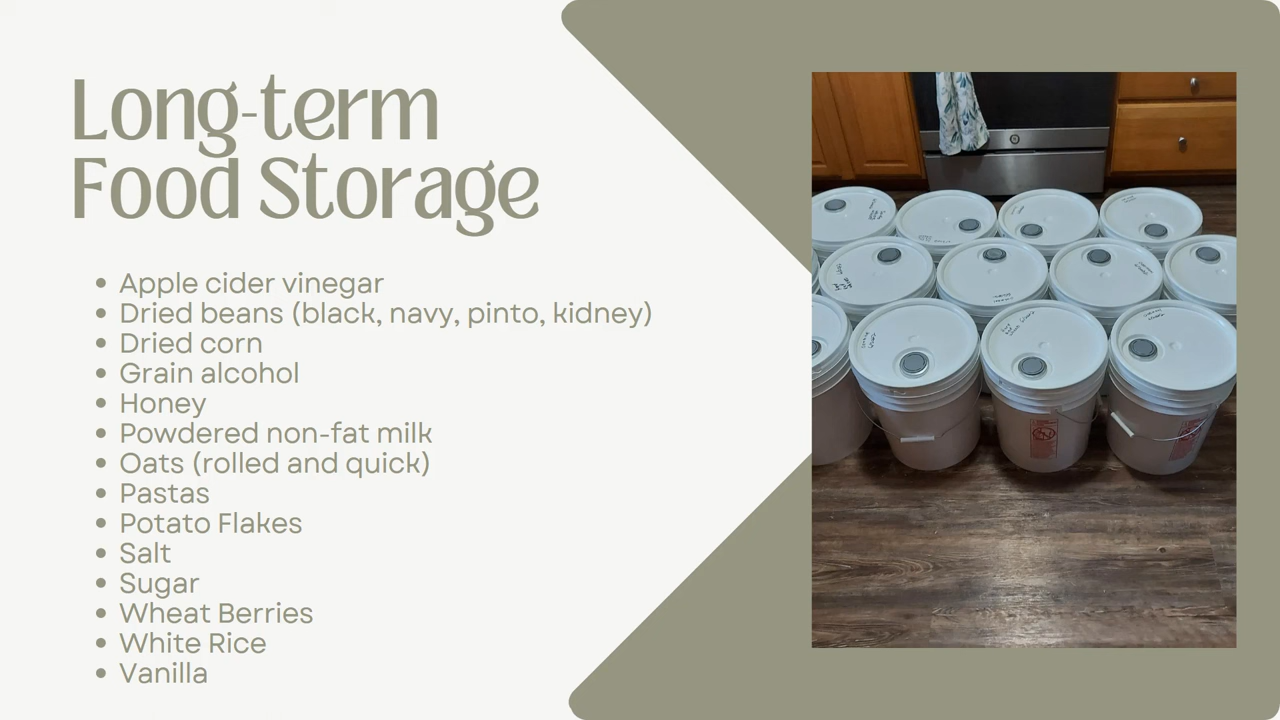 Long-term
Food Storage
Apple cider vinegar
Dried beans (black, navy, pinto, kidney)
Dried corn
Grain alcohol
Honey
Powdered non-fat milk
Oats (rolled and quick)
Pastas
Potato Flakes
Salt
Sugar
Wheat Berries
White Rice
Vanilla